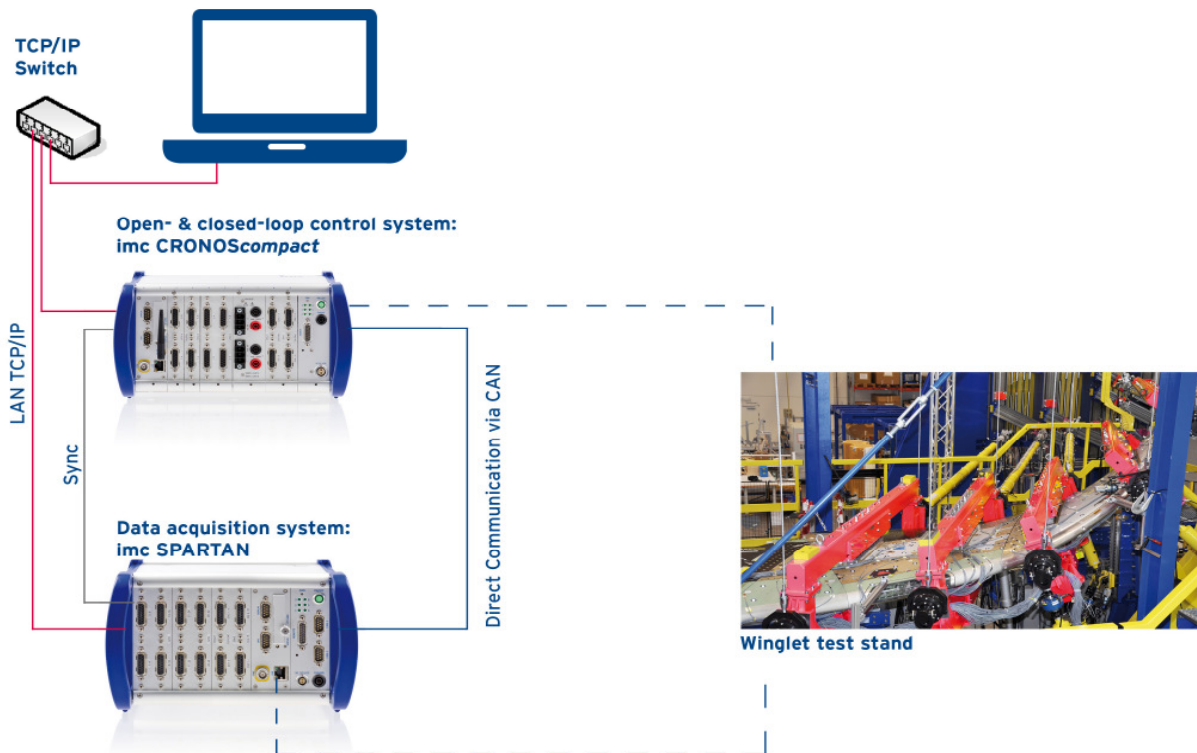 TCP/IP
Switch
Open- & closed-loop control system:
imc CRONOScompact
LAN TCP/IP
Sync
Direct Communication via CAN
Data acquisition system:
imc SPARTAN
Winglet test stand